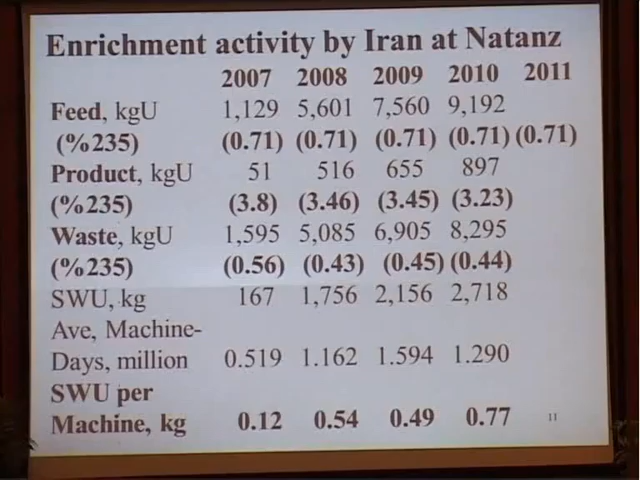 Enrichment activity by Iran at Natanz
2007 2008 2009 2010 2011
Feed, kgU 1,129 5,601 7,560 9,192
(%235) (0.71) (0.71) (0.71) (0.71) (0.71)
Product, kgU 51 516 655 897
(%235) (3.8) (3.46) (3.45) (3.23)
Waste, kgU 1,595 5,085 6,905 8,295
(%235) (0.56) (0.43) (0.45) (0.44)
SWU, kg 167 1,756 2,156 2,718
Ave, Machine-
Days, million 0.519 1.162 1.594 1.290
SWU per
Machine, kg 0.12 0.54 0.49 0.77
11